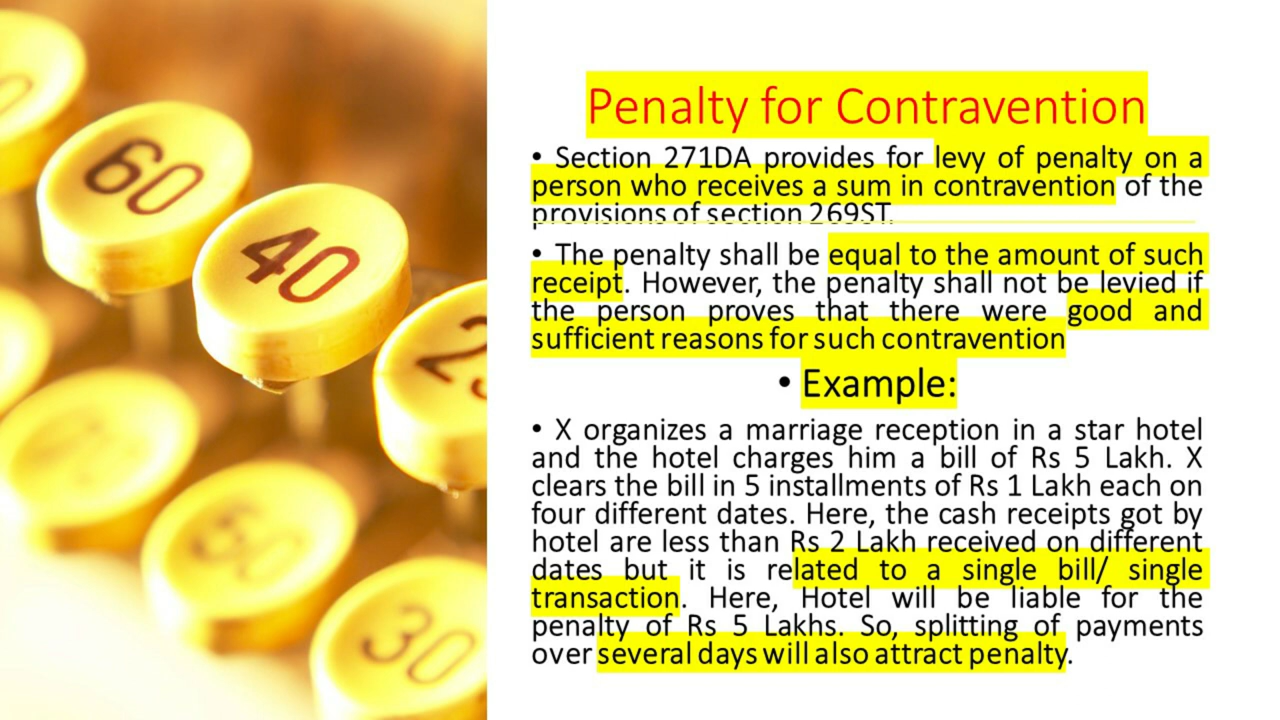 60
40
30
Penalty for Contravention
• Section 271DA provides for levy of penalty on a
person who receives a sum in contravention of the
provisions of section 269ST.
• The penalty shall be equal to the amount of such
receipt. However, the penalty shall not be levied if
the person proves that there were good and
sufficient reasons for such contravention
• Example:
• X organizes a marriage reception in a star hotel
and the hotel charges him a bill of Rs 5 Lakh. X
clears the bill in 5 installments of Rs 1 Lakh each on
four different dates. Here, the cash receipts got by
hotel are less than Rs 2 Lakh received on different
dates but it is related to a single bill/ single
transaction. Here, Hotel will be liable for the
penalty of Rs 5 Lakhs. So, splitting of payments
over several days will also attract penalty.